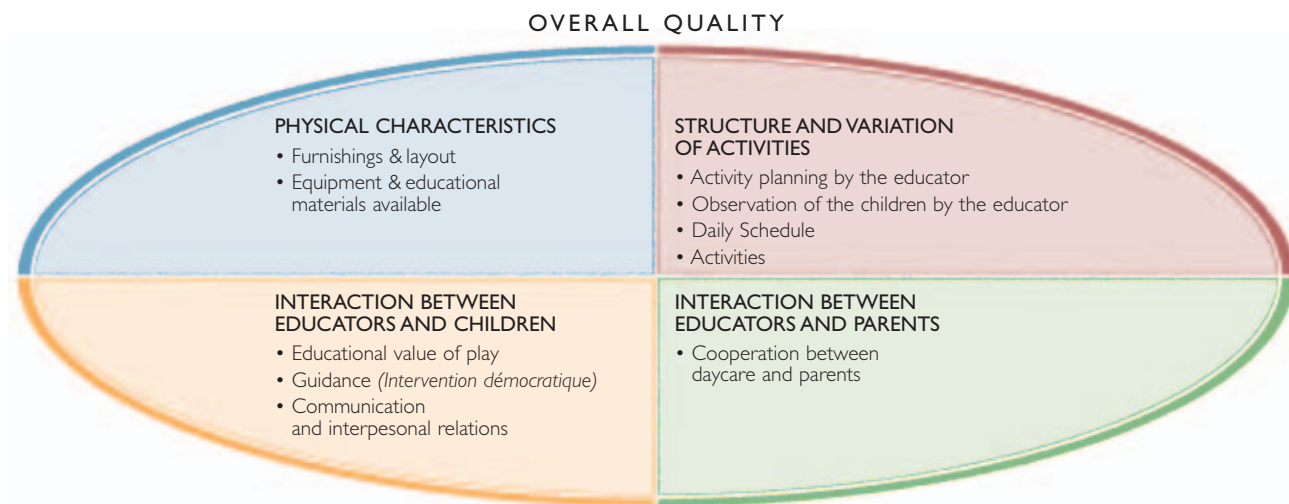 OVERALL QUALITY
PHYSICAL CHARACTERISTICS
• Furnishings & layout
• Equipment & educational
materials available
STRUCTURE AND VARIATION
OF ACTIVITIES
• Activity planning by the educator
• Observation of the children by the educator
• Daily Schedule
• Activities
INTERACTION BETWEEN
EDUCATORS AND CHILDREN
• Educational value of play
• Guidance (Intervention démocratique)
• Communication
and interpesonal relations
INTERACTION BETWEEN
EDUCATORS AND PARENTS
• Cooperation between
daycare and parents